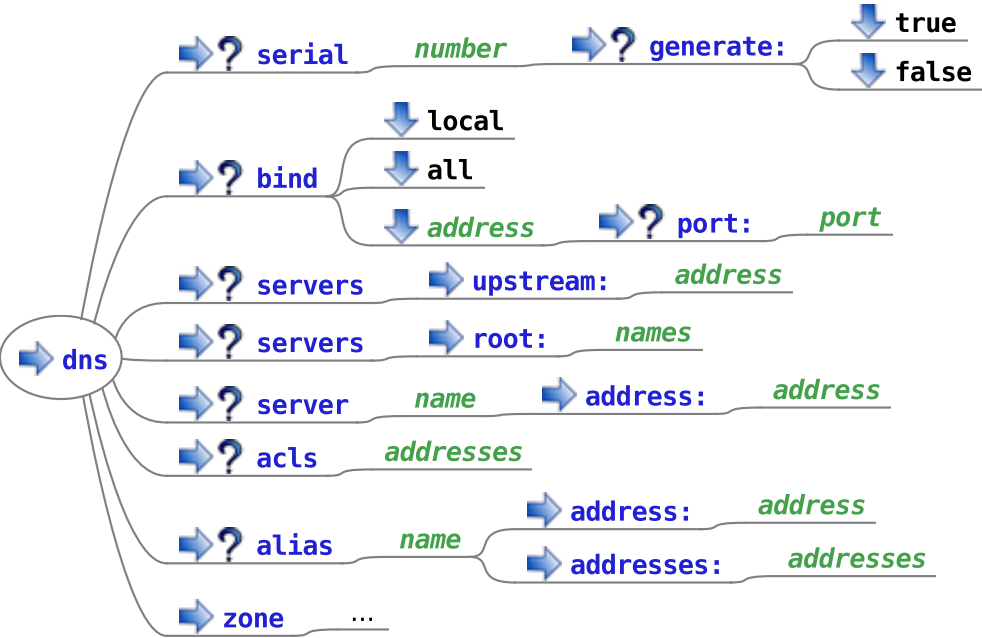 serial number generate: true
false
bind local
all
address port: port
servers upstream: address
servers root: names
dns
server name address: address
acls addresses
alias name address: address
addresses: addresses
zone ...